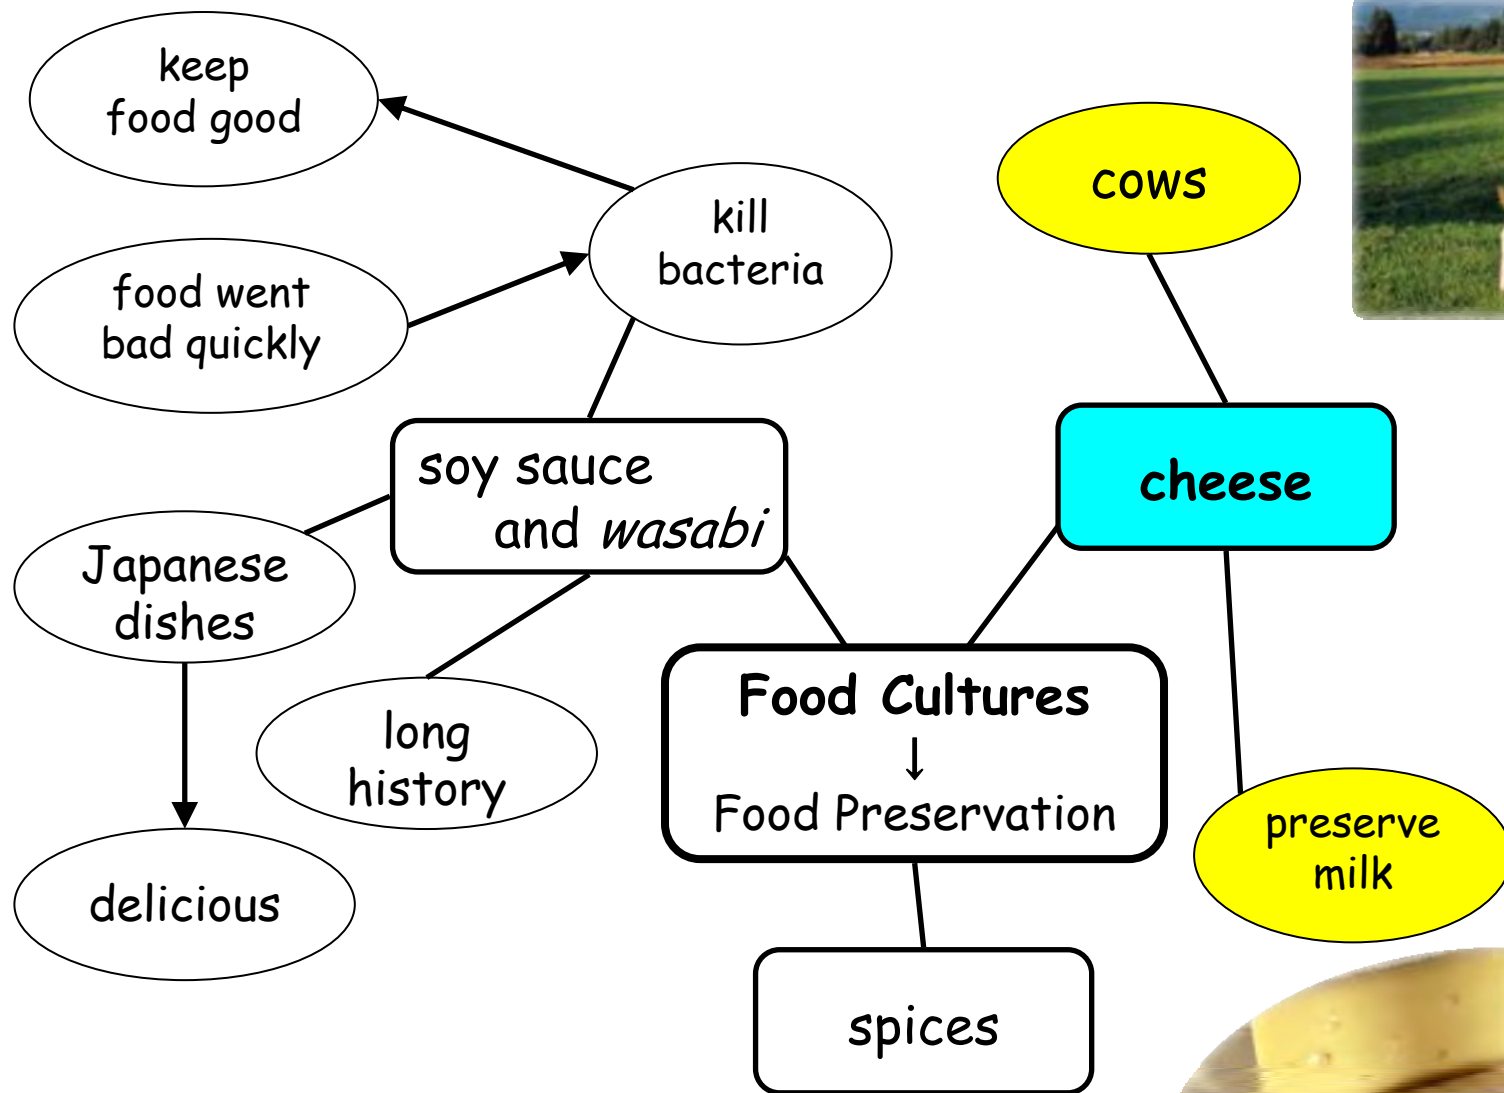 keep
food good
cows
kill
bacteria
food went
bad quickly
soy sauce
and wasabi
cheese
Japanese
dishes
Food Cultures
↓
Food Preservation
long
history
preserve
milk
delicious
spices